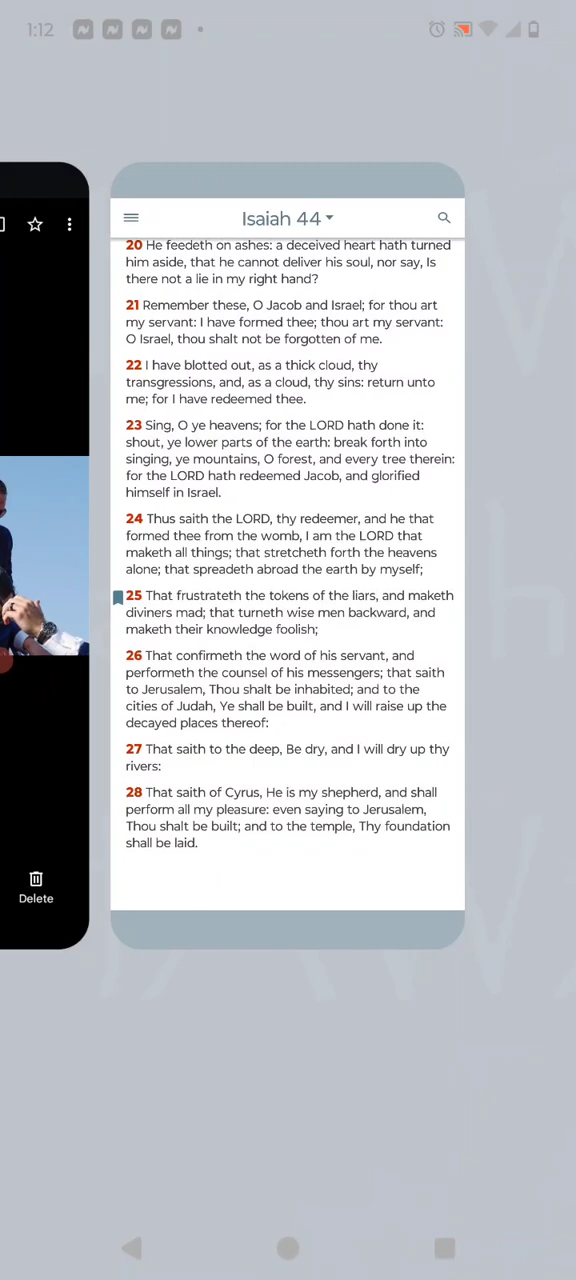 1:12
Isaiah 44
20 He feedeth on ashes: a deceived heart hath turned
him aside, that he cannot deliver his soul, nor say, Is
there not a lie in my right hand?
21 Remember these, O Jacob and Israel; for thou art
my servant: I have formed thee; thou art my servant:
O Israel, thou shalt not be forgotten of me.
22 I have blotted out, as a thick cloud, thy
transgressions, and, as a cloud, thy sins: return unto
me; for I have redeemed thee.
23 Sing, O ye heavens; for the LORD hath done it:
shout, ye lower parts of the earth: break forth into
singing, ye mountains, O forest, and every tree therein:
for the LORD hath redeemed Jacob, and glorified
himself in Israel.
24 Thus saith the LORD, thy redeemer, and he that
formed thee from the womb, I am the LORD that
maketh all things; that stretcheth forth the heavens
alone; that spreadeth abroad the earth by myself;
25 That frustrateth the tokens of the liars, and maketh
diviners mad; that turneth wise men backward, and
maketh their knowledge foolish;
26 That confirmeth the word of his servant, and
performeth the counsel of his messengers; that saith
to Jerusalem, Thou shalt be inhabited; and to the
cities of Judah, Ye shall be built, and I will raise up the
decayed places thereof:
27 That saith to the deep, Be dry, and I will dry up thy
rivers:
28 That saith of Cyrus, He is my shepherd, and shall
perform all my pleasure: even saying to Jerusalem,
Thou shalt be built; and to the temple, Thy foundation
shall be laid.
Delete